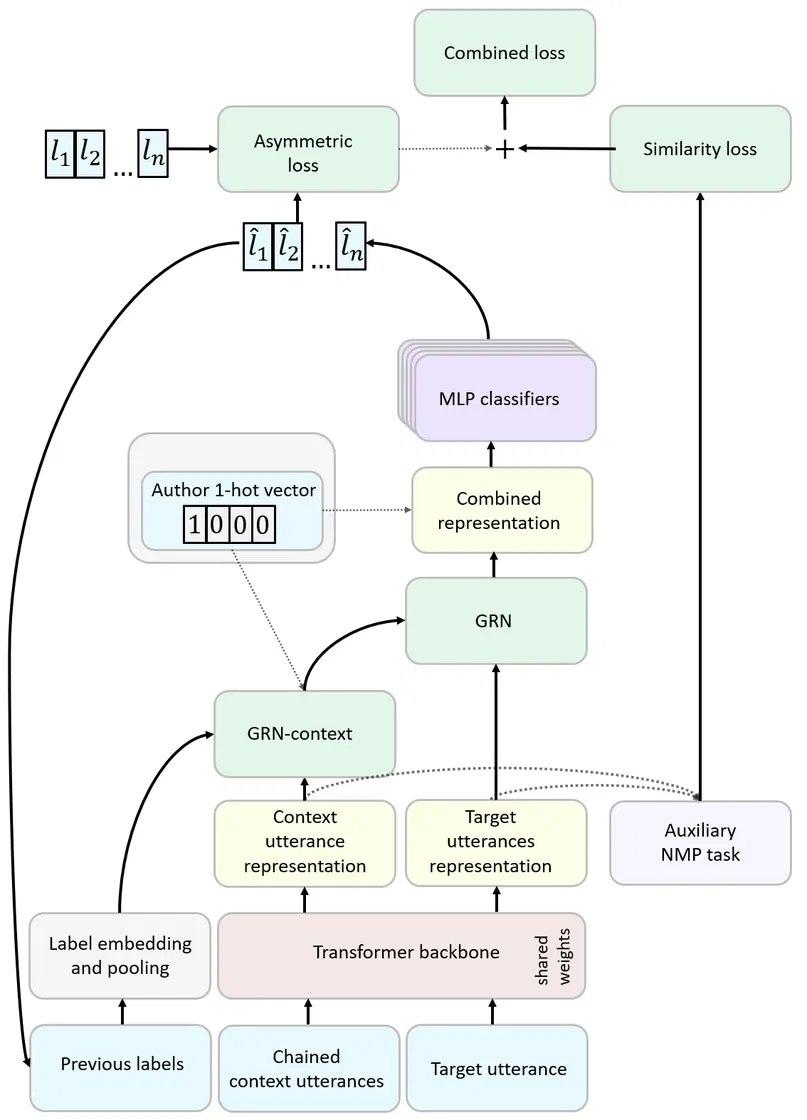 Combined loss
l1 l2 ... ln
Asymmetric
loss
+
Similarity loss
l̂1 l̂2 ... l̂n
MLP classifiers
Author 1-hot vector
1 0 0 0
Combined
representation
GRN
GRN-context
Context
utterance
representation
Target
utterances
representation
Auxiliary
NMP task
Label embedding
and pooling
Transformer backbone
shared
weights
Previous labels
Chained
context utterances
Target utterance